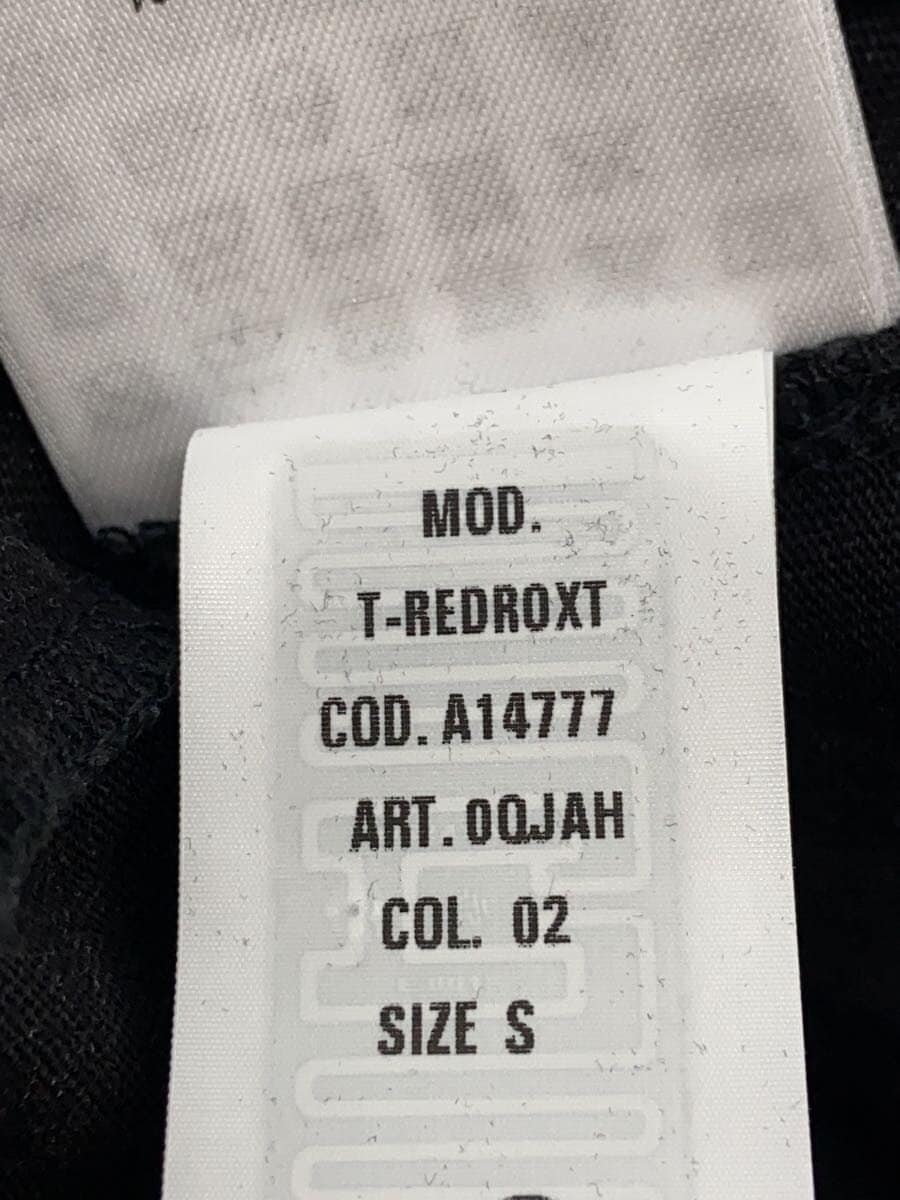 MOD.
T-REDROXT
COD. A14777
ART. 0QJAH
COL. 02
SIZE S